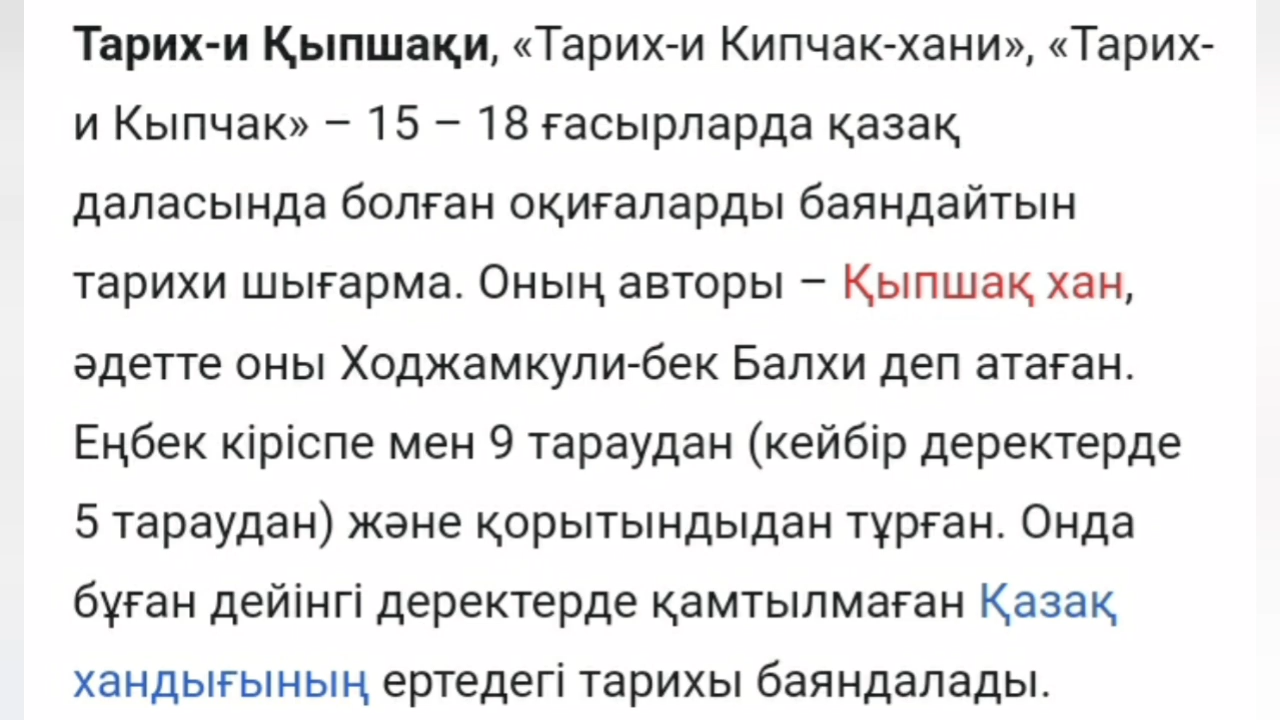 Тарих-и Қыпшақи, «Тарих-и Кипчак-хани», «Тарих-
и Кыпчак» – 15 – 18 ғасырларда қазақ
даласында болған оқиғаларды баяндайтын
тарихи шығарма. Оның авторы – Қыпшақ хан,
әдетте оны Ходжамкули-бек Балхи деп атаған.
Еңбек кіріспе мен 9 тараудан (кейбір деректерде
5 тараудан) және қорытындыдан тұрған. Онда
бұған дейінгі деректерде қамтылмаған Қазақ
хандығының ертедегі тарихы баяндалады.